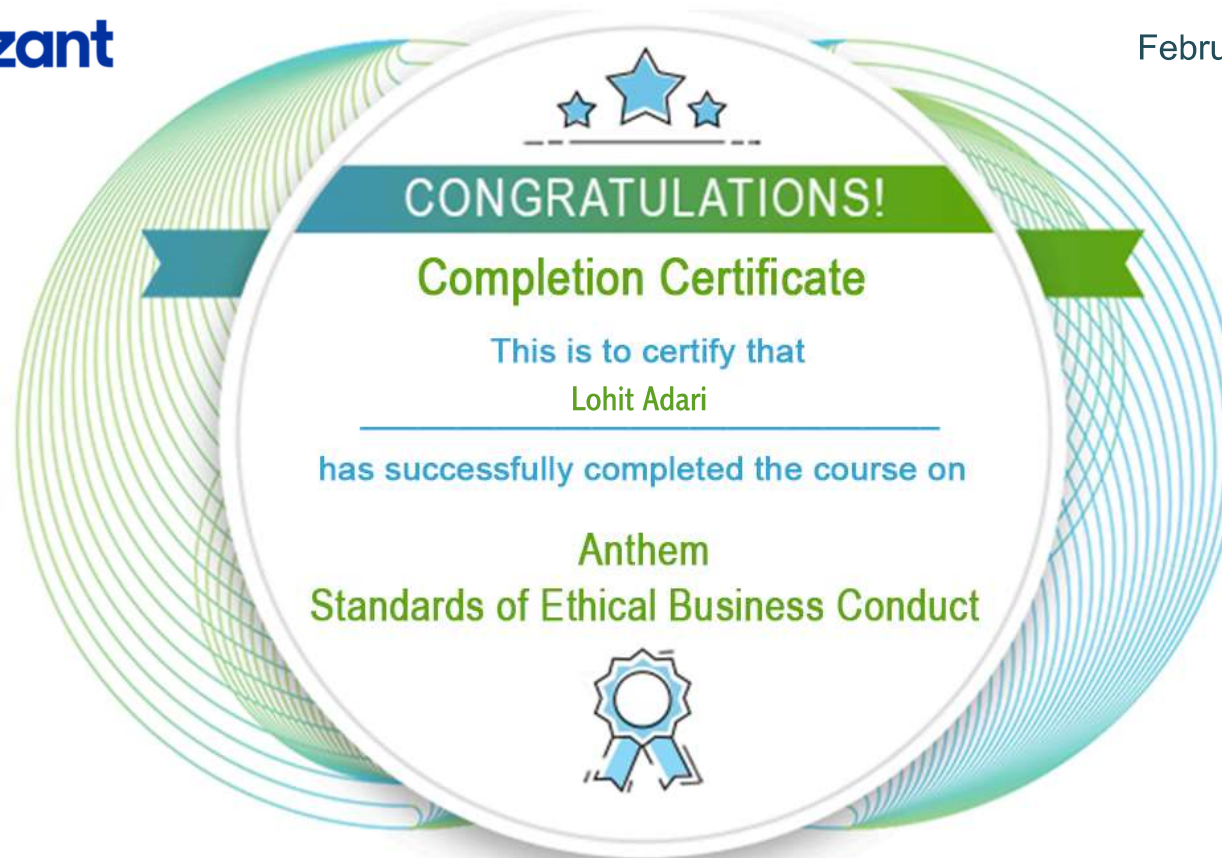 zant
Febru
CONGRATULATIONS!
Completion Certificate
This is to certify that
Lohit Adari
has successfully completed the course on
Anthem
Standards of Ethical Business Conduct